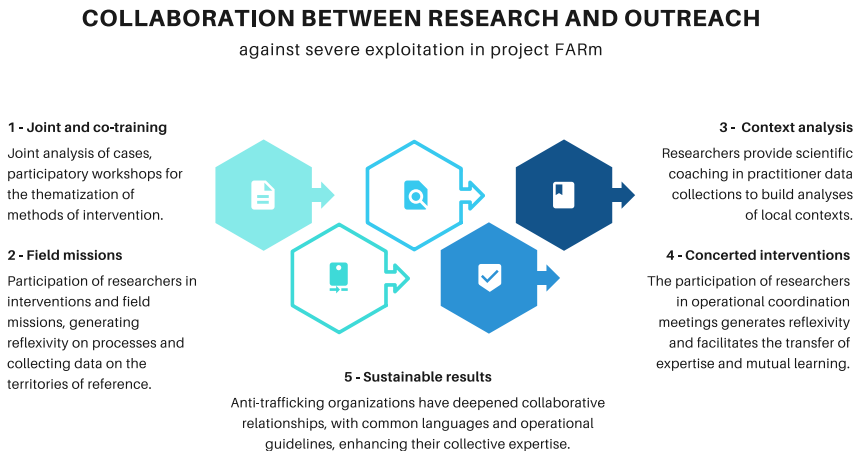 COLLABORATION BETWEEN RESEARCH AND OUTREACH
against severe exploitation in project FARm
1 - Joint and co-training
Joint analysis of cases,
participatory workshops for
the thematization of
methods of intervention.
2 - Field missions
Participation of researchers in
interventions and field
missions, generating
reflexivity on processes and
collecting data on the
territories of reference.
3 - Context analysis
Researchers provide scientific
coaching in practitioner data
collections to build analyses
of local contexts.
4 - Concerted interventions
The participation of researchers
in operational coordination
meetings generates reflexivity
and facilitates the transfer of
expertise and mutual learning.
5 - Sustainable results
Anti-trafficking organizations have deepened collaborative
relationships, with common languages and operational
guidelines, enhancing their collective expertise.